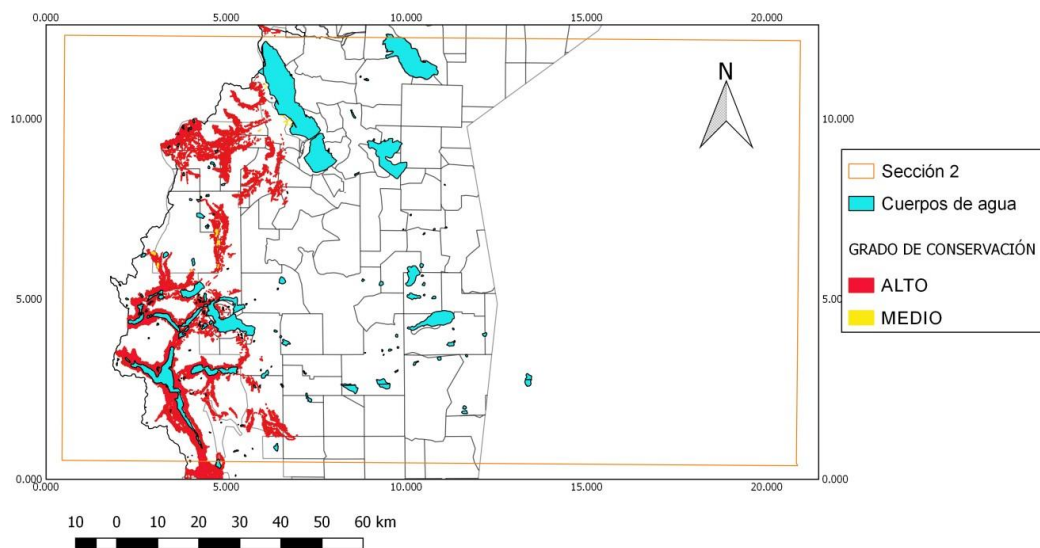 0.000 5.000 10.000 15.000 20.000
N
10.000 10.000
Sección 2
Cuerpos de agua
GRADO DE CONSERVACIÓN
ALTO
5.000 5.000
MEDIO
0.000 0.000
0.000 5.000 10.000 15.000 20.000
10 0 10 20 30 40 50 60 km